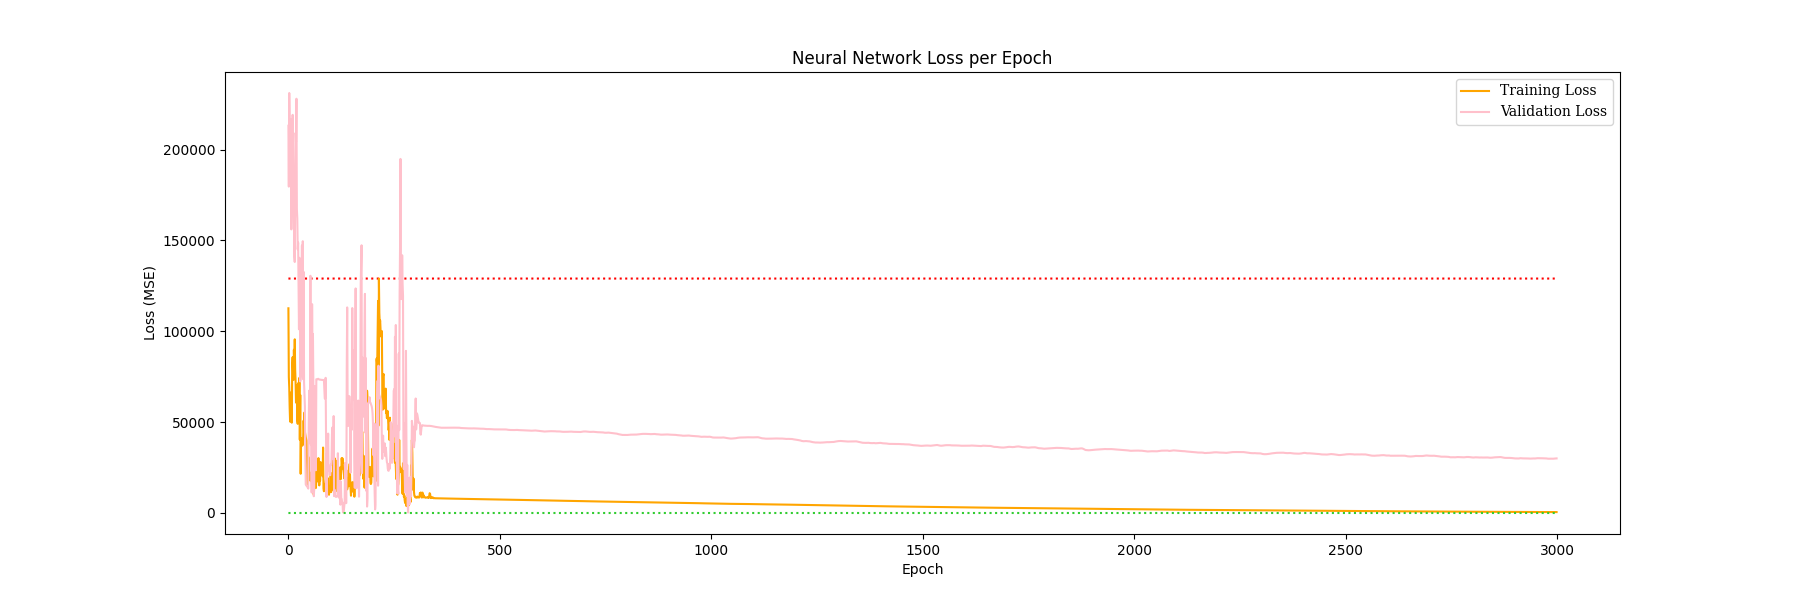 Neural Network Loss per Epoch
Training Loss
Validation Loss
Loss (MSE)
200000
150000
100000
50000
0
0 500 1000 1500 2000 2500 3000
Epoch